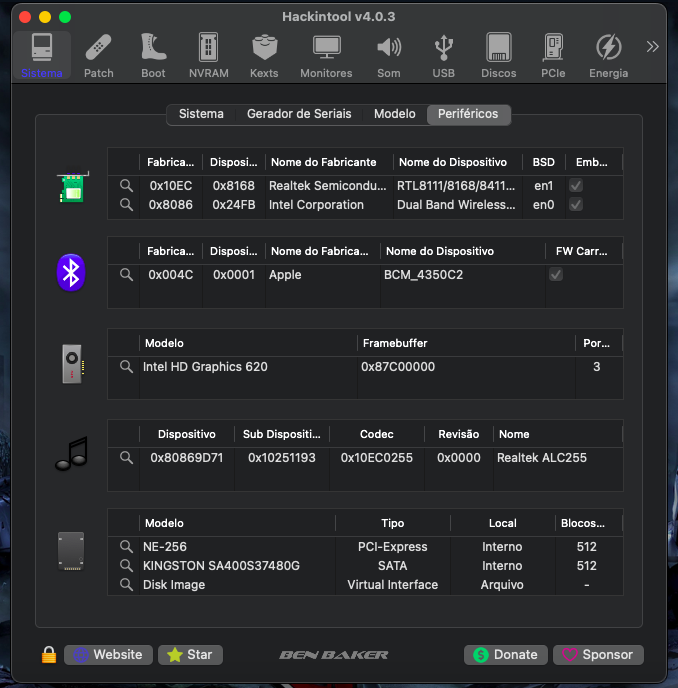 Hackintool v4.0.3
Sistema Patch Boot NVRAM Kexts Monitores Som USB Discos PCIe Energia
Sistema Gerador de Seriais Modelo Periféricos
Fabrica... Disposi... Nome do Fabricante Nome do Dispositivo BSD Emb...
0x10EC 0x8168 Realtek Semicondu... RTL8111/8168/8411... en1
0x8086 0x24FB Intel Corporation Dual Band Wireless... en0
Fabrica... Disposi... Nome do Fabrica... Nome do Dispositivo FW Carr...
0x004C 0x0001 Apple BCM_4350C2
Modelo Framebuffer Por...
Intel HD Graphics 620 0x87C00000 3
Dispositivo Sub Dispositi... Codec Revisão Nome
0x80869D71 0x10251193 0x10EC0255 0x0000 Realtek ALC255
Modelo Tipo Local Blocos...
NE-256 PCI-Express Interno 512
KINGSTON SA400S37480G SATA Interno 512
Disk Image Virtual Interface Arquivo -
Website Star BEN BAKER Donate Sponsor